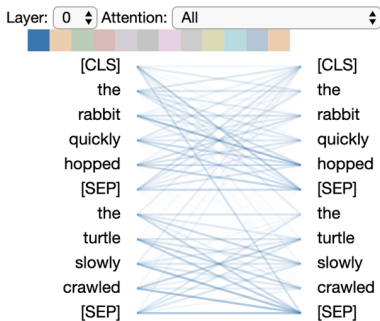 Layer: 0 Attention: All
[CLS] [CLS]
the the
rabbit rabbit
quickly quickly
hopped hopped
[SEP] [SEP]
the the
turtle turtle
slowly slowly
crawled crawled
[SEP] [SEP]